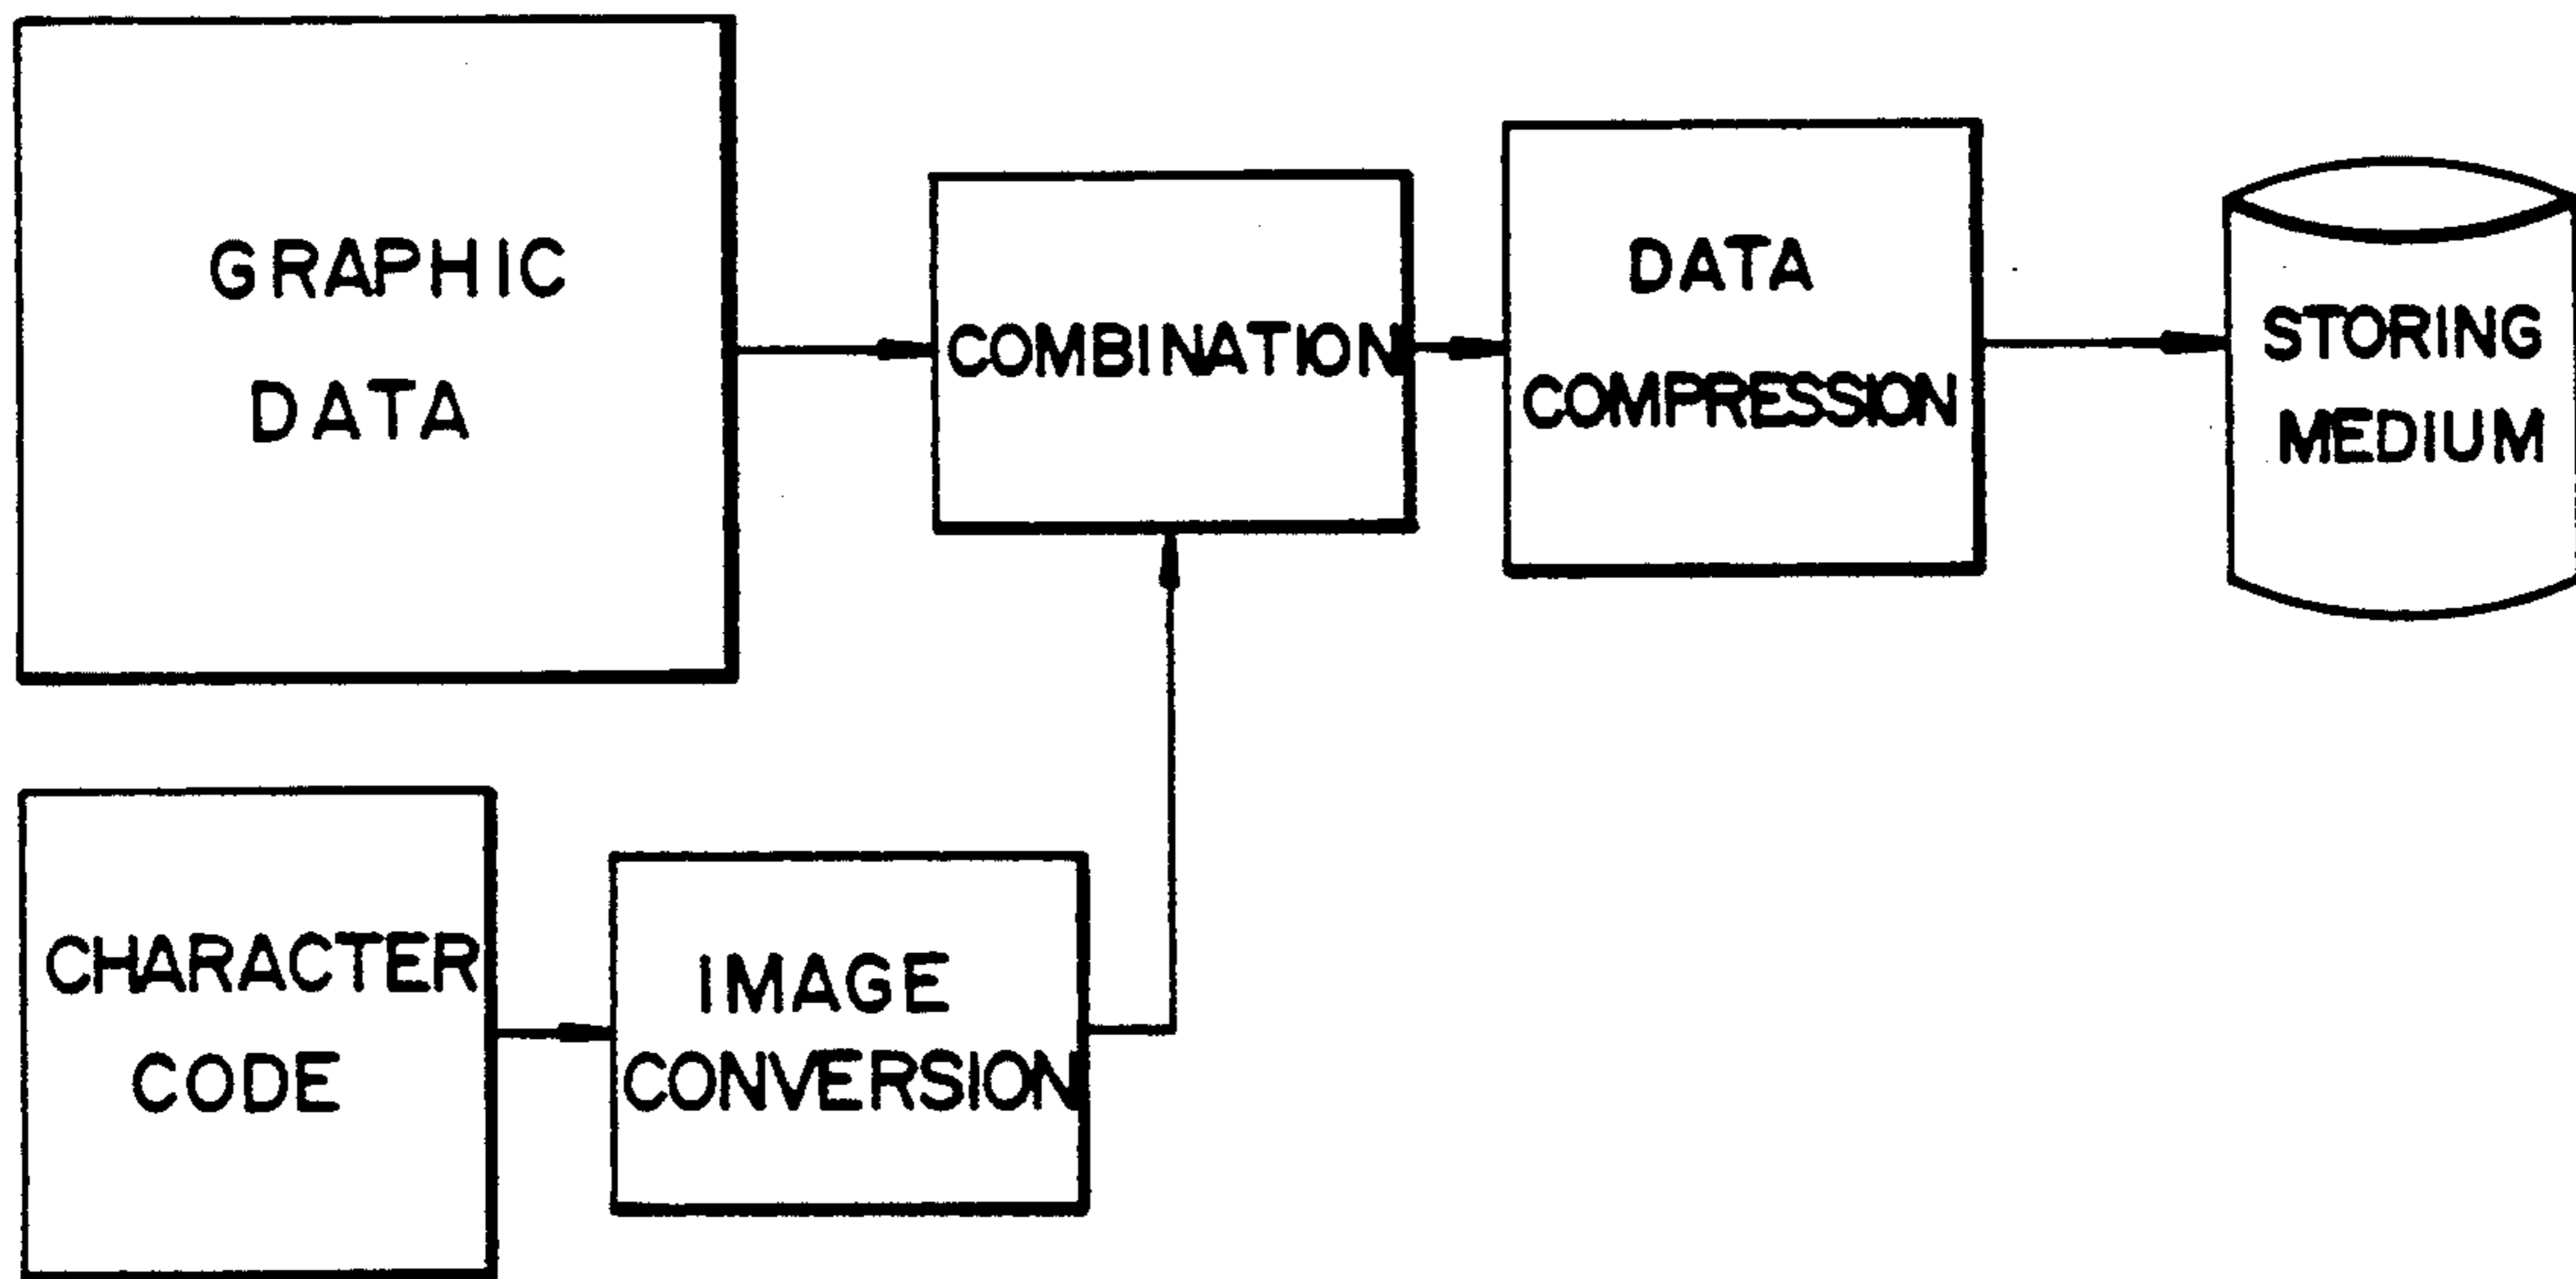 GRAPHIC
DATA
COMBINATION
DATA
COMPRESSION
STORING
MEDIUM
CHARACTER
CODE
IMAGE
CONVERSION